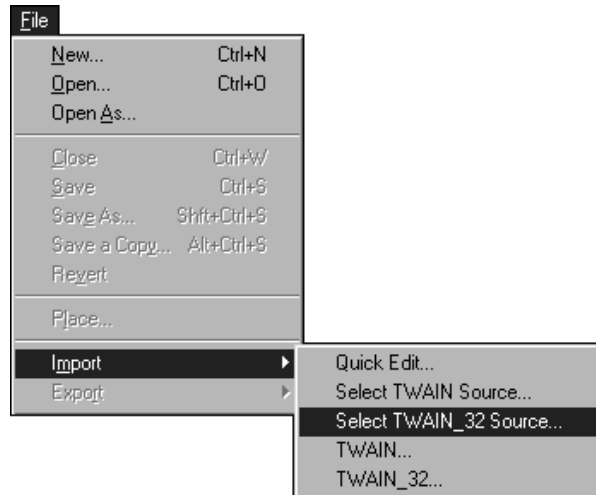 File
New... Ctrl+N
Open... Ctrl+O
Open As...
Close Ctrl+W
Save Ctrl+S
Save As... Shft+Ctrl+S
Save a Copy... Alt+Ctrl+S
Revert
Place...
Import
Export
Quick Edit...
Select TWAIN Source...
Select TWAIN_32 Source...
TWAIN...
TWAIN_32...